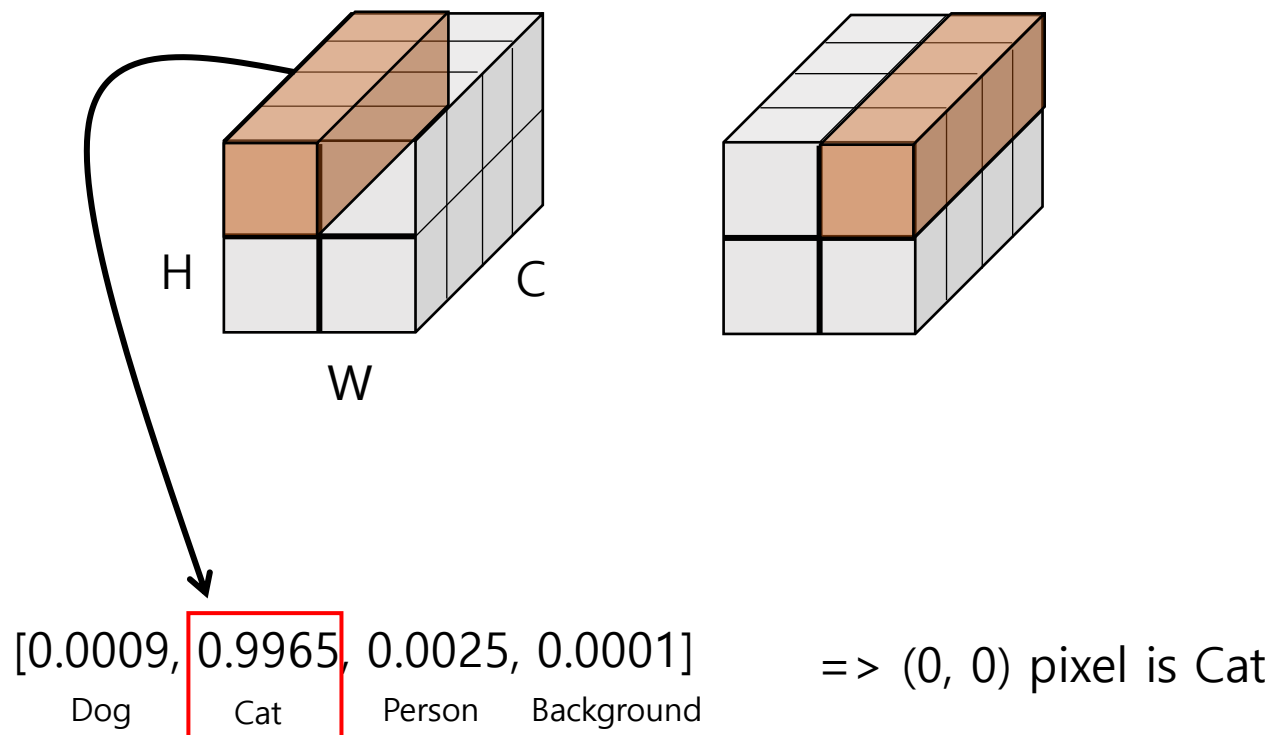 H
C
W
[0.0009, 0.9965, 0.0025, 0.0001]
=> (0, 0) pixel is Cat
Dog Cat Person Background